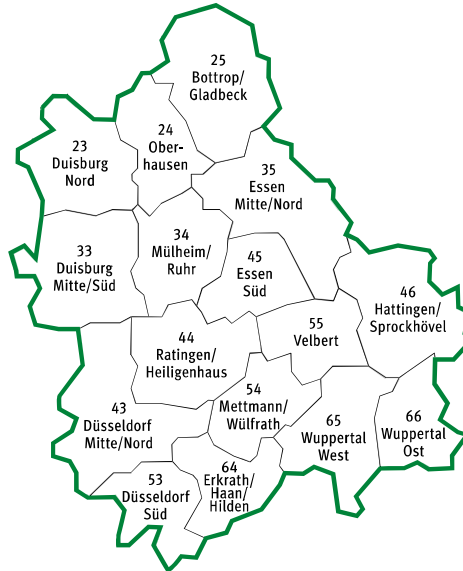 25
Bottrop/
Gladbeck
23
Duisburg
Nord
24
Ober-
hausen
35
Essen
Mitte/Nord
33
Duisburg
Mitte/Süd
34
Mülheim/
Ruhr
45
Essen
Süd
46
Hattingen/
Sprockhövel
44
Ratingen/
Heiligenhaus
55
Velbert
54
Mettmann/
Wülfrath
43
Düsseldorf
Mitte/Nord
65
Wuppertal
West
66
Wuppertal
Ost
53
Düsseldorf
Süd
64
Erkrath/
Haan/
Hilden